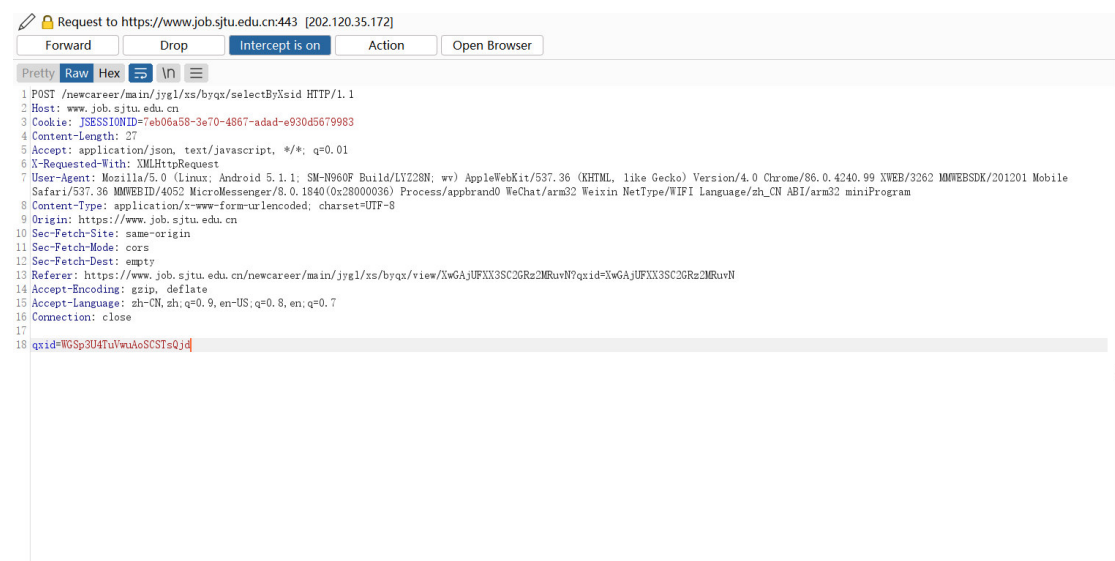 Request to https://www.job.sjtu.edu.cn:443 [202.120.35.172]
Forward Drop Intercept is on Action Open Browser
Pretty Raw Hex \n
1 POST /newcareer/main/jygl/xs/byqx/selectByXsid HTTP/1.1
2 Host: www.job.sjtu.edu.cn
3 Cookie: JSESSIONID=7eb06a58-3e70-4867-adad-e930d5679983
4 Content-Length: 27
5 Accept: application/json, text/javascript, */*; q=0.01
6 X-Requested-With: XMLHttpRequest
7 User-Agent: Mozilla/5.0 (Linux; Android 5.1.1; SM-N960F Build/LYZ28N; wv) AppleWebKit/537.36 (KHTML, like Gecko) Version/4.0 Chrome/86.0.4240.99 XWEB/3262 MMWEBSDK/201201 Mobile
Safari/537.36 MMWEBID/4052 MicroMessenger/8.0.1840(0x28000036) Process/appbrand0 WeChat/arm32 Weixin NetType/WIFI Language/zh_CN ABI/arm32 miniProgram
8 Content-Type: application/x-www-form-urlencoded; charset=UTF-8
9 Origin: https://www.job.sjtu.edu.cn
10 Sec-Fetch-Site: same-origin
11 Sec-Fetch-Mode: cors
12 Sec-Fetch-Dest: empty
13 Referer: https://www.job.sjtu.edu.cn/newcareer/main/jygl/xs/byqx/view/XwGAjUFXX3SC2GRz2MRuvN?qxid=XwGAjUFXX3SC2GRz2MRuvN
14 Accept-Encoding: gzip, deflate
15 Accept-Language: zh-CN,zh;q=0.9,en-US;q=0.8,en;q=0.7
16 Connection: close
17
18 qxid=WGSp3U4TuVwuAoSCSTsQjd